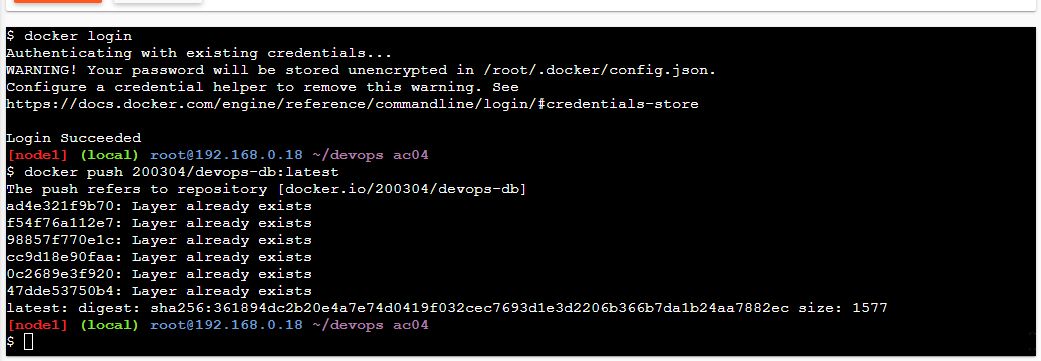 $ docker login
Authenticating with existing credentials...
WARNING! Your password will be stored unencrypted in /root/.docker/config.json.
Configure a credential helper to remove this warning. See
https://docs.docker.com/engine/reference/commandline/login/#credentials-store
Login Succeeded
[node1] (local) root@192.168.0.18 ~/devops ac04
$ docker push 200304/devops-db:latest
The push refers to repository [docker.io/200304/devops-db]
ad4e321f9b70: Layer already exists
f54f76a112e7: Layer already exists
98857f770e1c: Layer already exists
cc9d18e90faa: Layer already exists
0c2689e3f920: Layer already exists
47dde53750b4: Layer already exists
latest: digest: sha256:361894dc2b20e4a7e74d0419f032cec7693d1e3d2206b366b7da1b24aa7882ec size: 1577
[node1] (local) root@192.168.0.18 ~/devops ac04
$